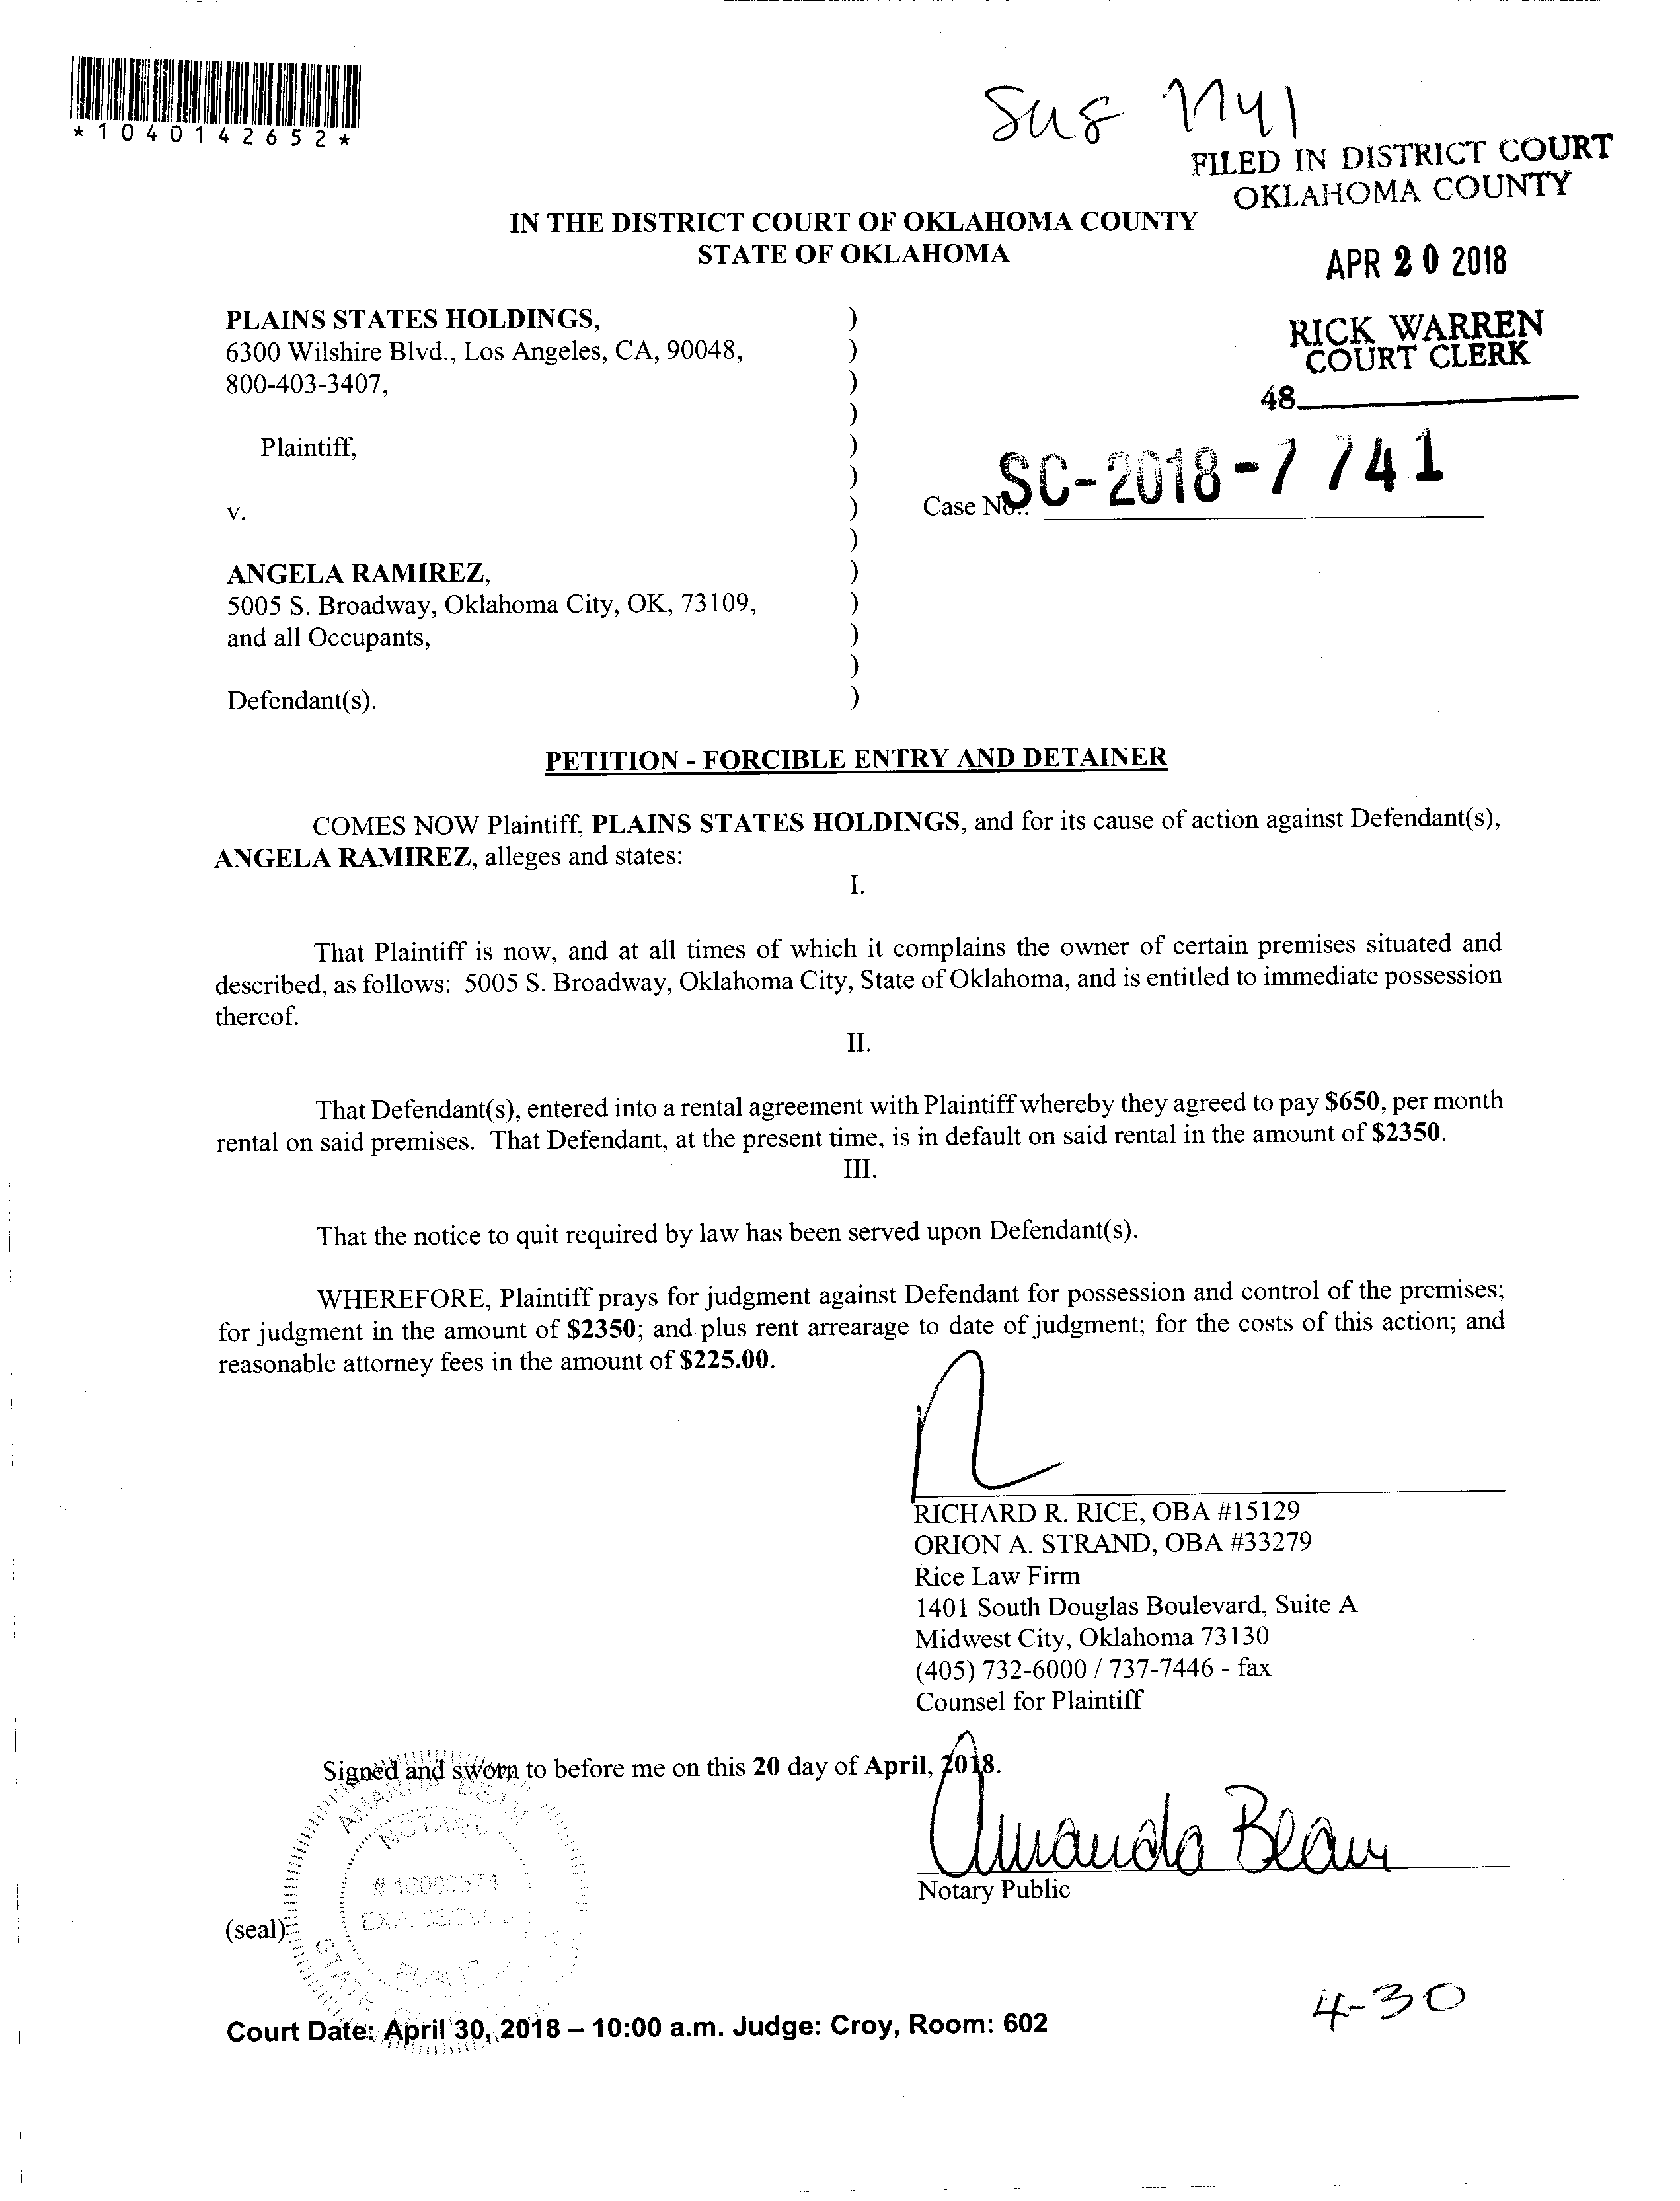 *1040142652*
FILED IN DISTRICT COURT
OKLAHOMA COUNTY
IN THE DISTRICT COURT OF OKLAHOMA COUNTY
STATE OF OKLAHOMA
APR 20 2018
RICK WARREN
COURT CLERK
48
PLAINS STATES HOLDINGS, )
6300 Wilshire Blvd., Los Angeles, CA, 90048, )
800-403-3407, )
)
Plaintiff, )
)
v. )
)
Case No.: SC-2018-7741
ANGELA RAMIREZ, )
5005 S. Broadway, Oklahoma City, OK, 73109, )
and all Occupants, )
)
Defendant(s). )
PETITION - FORCIBLE ENTRY AND DETAINER
COMES NOW Plaintiff, PLAINS STATES HOLDINGS, and for its cause of action against Defendant(s),
ANGELA RAMIREZ, alleges and states:
I.
That Plaintiff is now, and at all times of which it complains the owner of certain premises situated and
described, as follows: 5005 S. Broadway, Oklahoma City, State of Oklahoma, and is entitled to immediate possession
thereof.
II.
That Defendant(s), entered into a rental agreement with Plaintiff whereby they agreed to pay $650, per month
rental on said premises. That Defendant, at the present time, is in default on said rental in the amount of $2350.
III.
That the notice to quit required by law has been served upon Defendant(s).
WHEREFORE, Plaintiff prays for judgment against Defendant for possession and control of the premises;
for judgment in the amount of $2350; and plus rent arrearage to date of judgment; for the costs of this action; and
reasonable attorney fees in the amount of $225.00.
RICHARD R. RICE, OBA #15129
ORION A. STRAND, OBA #33279
Rice Law Firm
1401 South Douglas Boulevard, Suite A
Midwest City, Oklahoma 73130
(405) 732-6000 / 737-7446 - fax
Counsel for Plaintiff
Signed and sworn to before me on this 20 day of April, 2018.
Amanda Beam
Notary Public
AMANDA BEAM
NOTARY
EXP.
PUBLIC
STATE
(seal)
4-30
Court Date: April 30, 2018 – 10:00 a.m. Judge: Croy, Room: 602